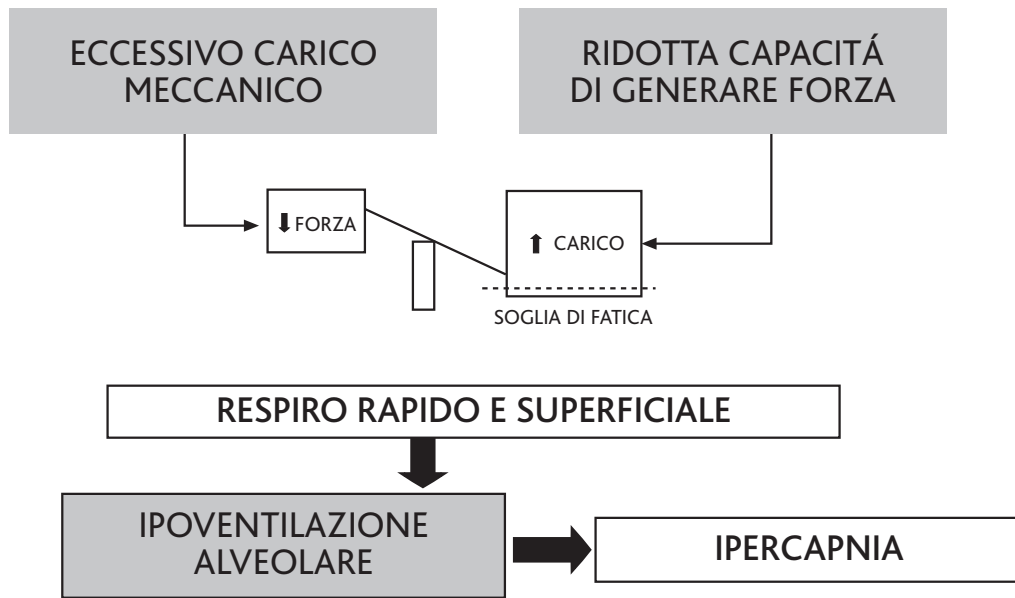 ECCESSIVO CARICO
MECCANICO
RIDOTTA CAPACITÁ
DI GENERARE FORZA
⬇FORZA
⬆ CARICO
SOGLIA DI FATICA
RESPIRO RAPIDO E SUPERFICIALE
IPOVENTILAZIONE
ALVEOLARE
IPERCAPNIA